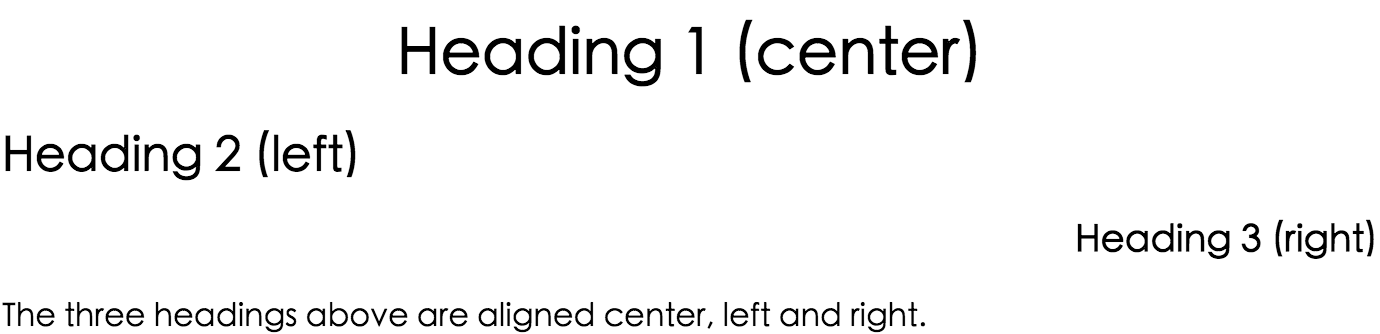 Heading 1 (center)
Heading 2 (left)
Heading 3 (right)
The three headings above are aligned center, left and right.